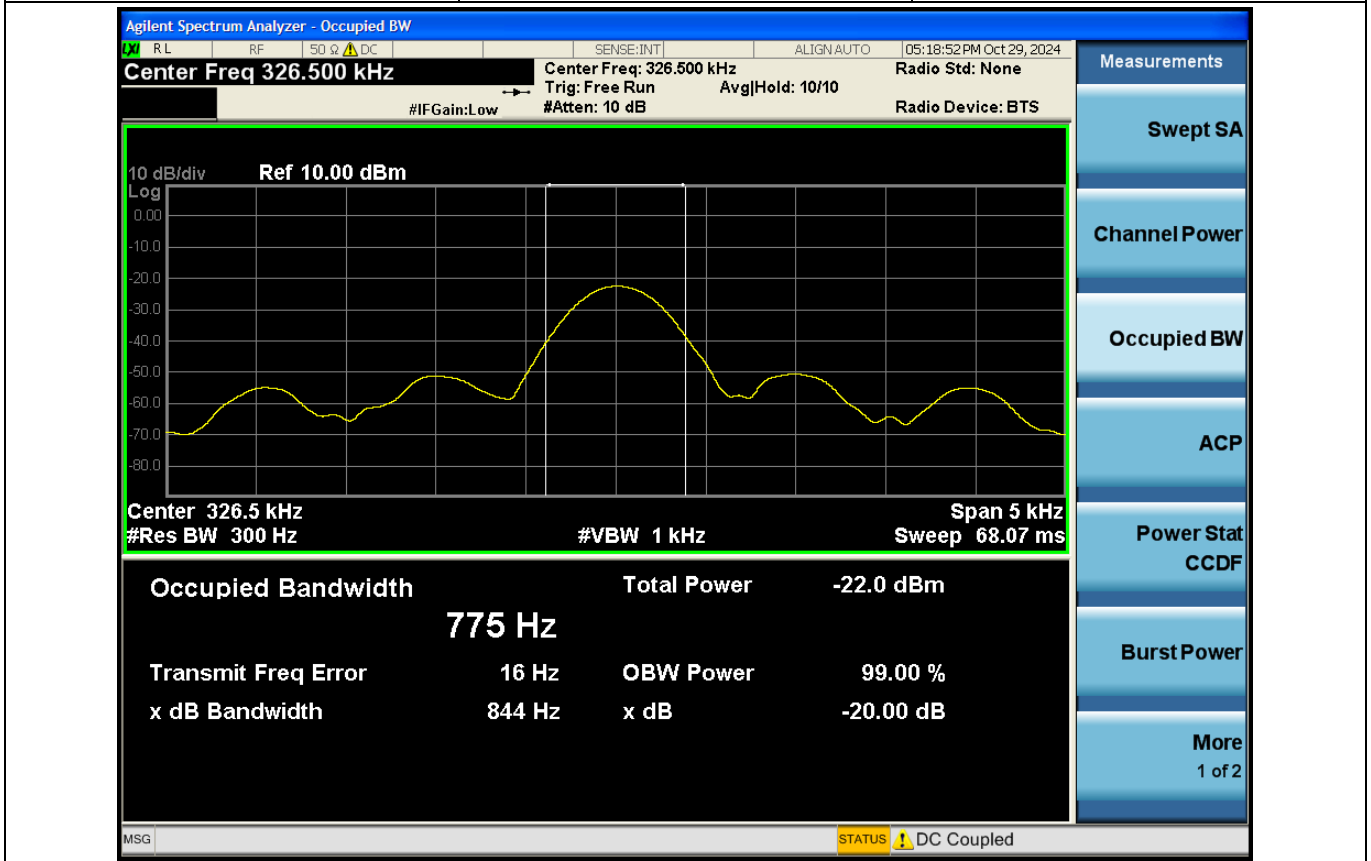 Agilent Spectrum Analyzer - Occupied BW
LXI RL RF 50 Ω DC SENSE:INT ALIGNAUTO 05:18:52PM Oct 29, 2024
Center Freq 326.500 kHz Center Freq: 326.500 kHz Radio Std: None
Trig: Free Run Avg|Hold: 10/10
#IFGain:Low #Atten: 10 dB Radio Device: BTS
10 dB/div Ref 10.00 dBm
Log
0.00
-10.0
-20.0
-30.0
-40.0
-50.0
-60.0
-70.0
-80.0
Center 326.5 kHz Span 5 kHz
#Res BW 300 Hz #VBW 1 kHz Sweep 68.07 ms
Occupied Bandwidth Total Power -22.0 dBm
775 Hz
Transmit Freq Error 16 Hz OBW Power 99.00 %
x dB Bandwidth 844 Hz x dB -20.00 dB
MSG STATUS DC Coupled
Measurements
Swept SA
Channel Power
Occupied BW
ACP
Power Stat
CCDF
Burst Power
More
1 of 2